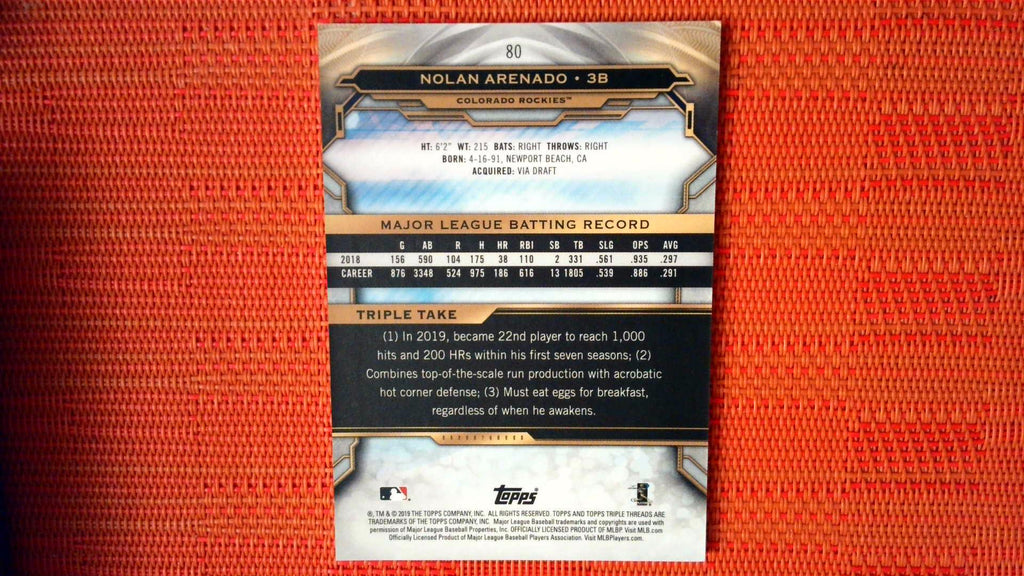 80
NOLAN ARENADO • 3B
COLORADO ROCKIES™
HT: 6'2" WT: 215 BATS: RIGHT THROWS: RIGHT
BORN: 4-16-91, NEWPORT BEACH, CA
ACQUIRED: VIA DRAFT
MAJOR LEAGUE BATTING RECORD
G AB R H HR RBI SB TB SLG OPS AVG
2018 156 590 104 175 38 110 2 331 .561 .935 .297
CAREER 876 3348 524 975 186 616 13 1805 .539 .886 .291
TRIPLE TAKE
(1) In 2019, became 22nd player to reach 1,000
hits and 200 HRs within his first seven seasons; (2)
Combines top-of-the-scale run production with acrobatic
hot corner defense; (3) Must eat eggs for breakfast,
regardless of when he awakens.
Topps®
®, TM & © 2019 THE TOPPS COMPANY, INC. ALL RIGHTS RESERVED. TOPPS AND TOPPS TRIPLE THREADS ARE
TRADEMARKS OF THE TOPPS COMPANY, INC. Major League Baseball trademarks and copyrights are used with
permission of Major League Baseball Properties, Inc. OFFICIALLY LICENSED PRODUCT OF MLBP. Visit MLB.com
Officially Licensed Product of Major League Baseball Players Association. Visit MLBPlayers.com.